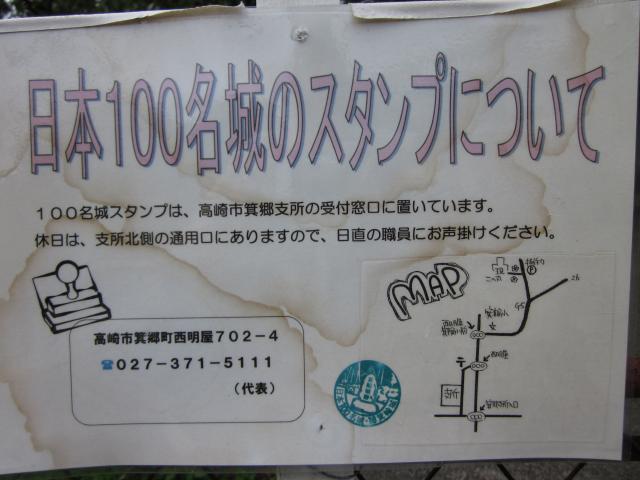 日本100名城のスタンプについて
100名城スタンプは、高崎市箕郷支所の受付窓口に置いています。
休日は、支所北側の通用口にありますので、日直の職員にお声掛けください。
高崎市箕郷町西明屋702-4
☎027-371-5111
(代表)
MAP
P
支所
〒